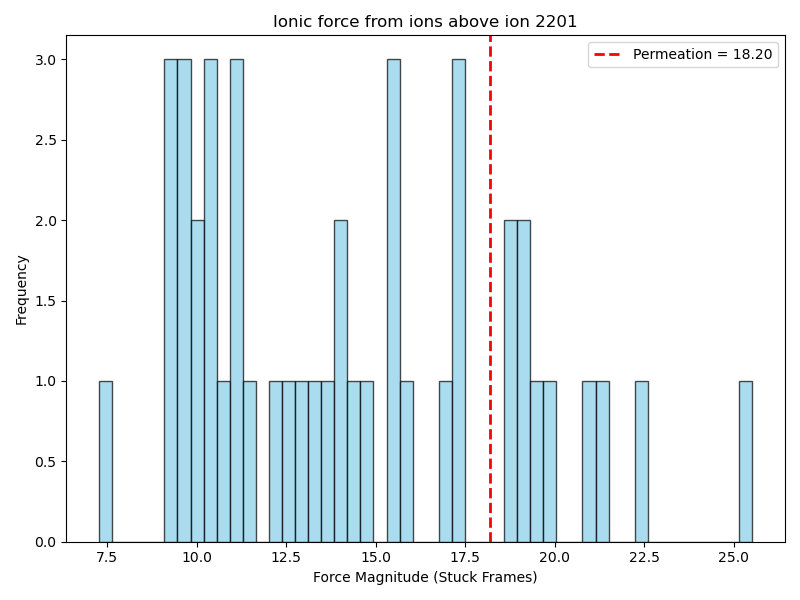 Ionic force from ions above ion 2201
Permeation = 18.20
Frequency
3.0
2.5
2.0
1.5
1.0
0.5
0.0
7.5 10.0 12.5 15.0 17.5 20.0 22.5 25.0
Force Magnitude (Stuck Frames)